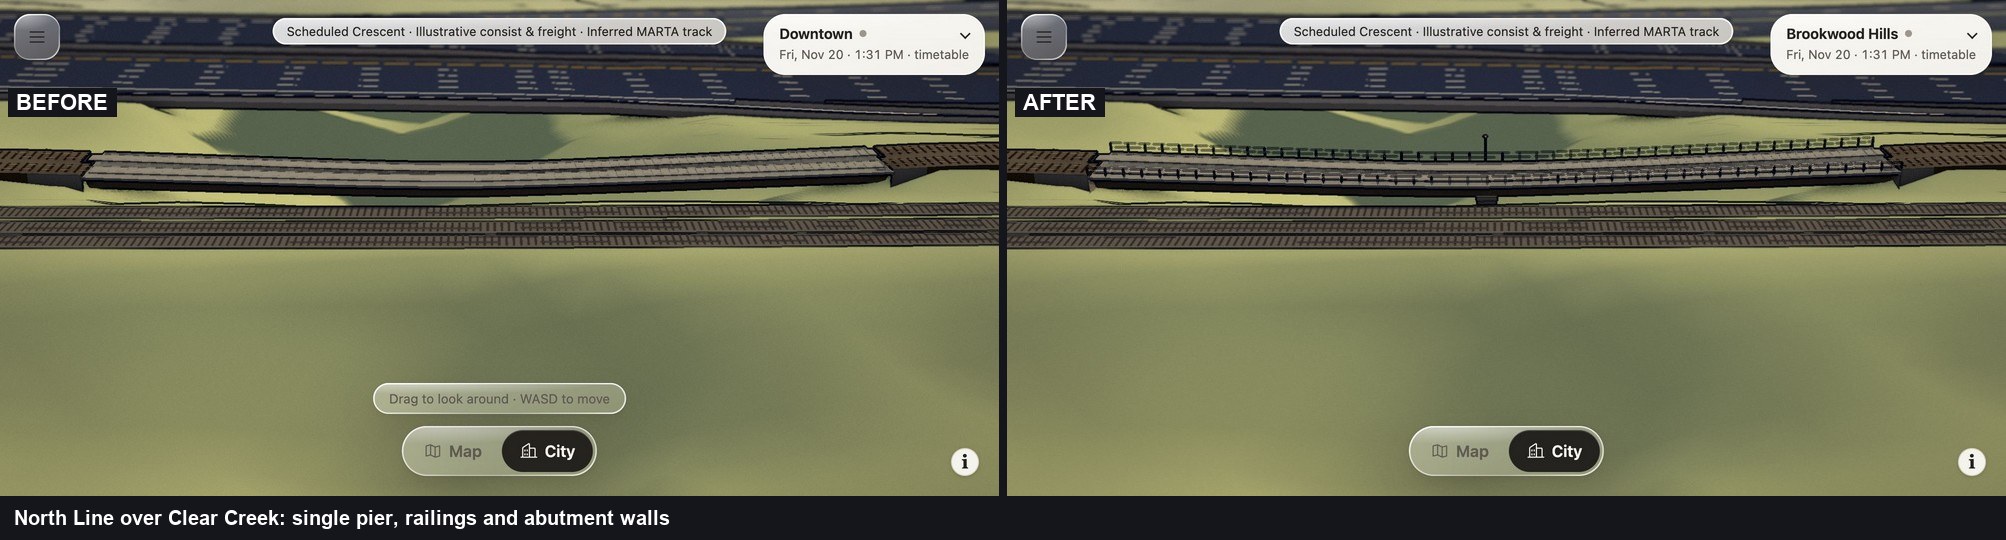 Scheduled Crescent · Illustrative consist & freight · Inferred MARTA track
Downtown
Fri, Nov 20 · 1:31 PM · timetable
BEFORE
Drag to look around · WASD to move
Map
City
Scheduled Crescent · Illustrative consist & freight · Inferred MARTA track
Brookwood Hills
Fri, Nov 20 · 1:31 PM · timetable
AFTER
Map
City
North Line over Clear Creek: single pier, railings and abutment walls